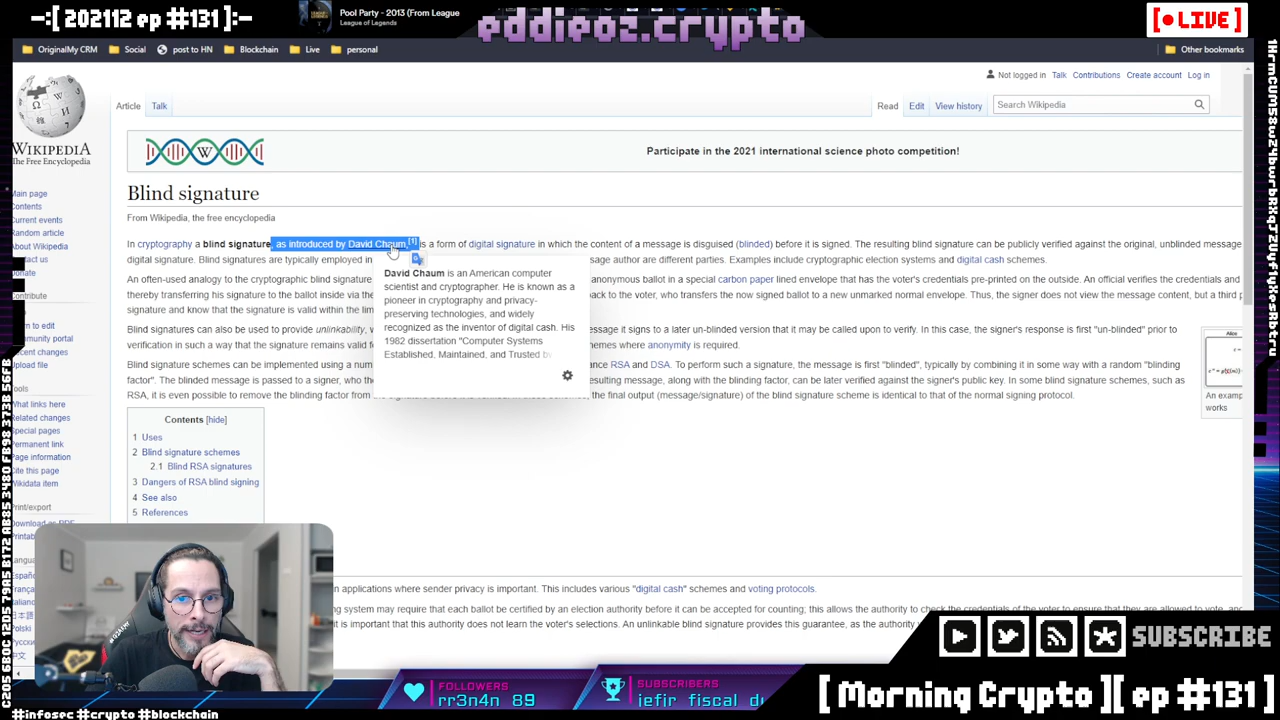 -:[ 202112 ep #131]:-
Pool Party - 2013 (From League
League of Legends
eddieoz.crypto
[●LIVE]
OriginalMy CRM
Social
post to HN
Blockchain
Live
personal
Other bookmarks
Not logged in Talk Contributions Create account Log in
Article Talk
Read Edit View history
Search Wikipedia
WIKIPEDIA
The Free Encyclopedia
Participate in the 2021 international science photo competition!
Main page
Contents
Current events
Random article
About Wikipedia
Blind signature
From Wikipedia, the free encyclopedia
In cryptography a blind signature, as introduced by David Chaum,[1] is a form of digital signature in which the content of a message is disguised (blinded) before it is signed. The resulting blind signature can be publicly verified against the original, unblinded message
digital signature. Blind signatures are typically employed in
sage author are different parties. Examples include cryptographic election systems and digital cash schemes.
An often-used analogy to the cryptographic blind signature
anonymous ballot in a special carbon paper lined envelope that has the voter's credentials pre-printed on the outside. An official verifies
thereby transferring his signature to the ballot inside via the
back to the voter, who transfers the now signed ballot to a new unmarked normal envelope. Thus, the signer does not view the message content, but a third p
signature and know that the signature is valid within the
Blind signatures can also be used to provide unlinkability,
message it signs to a later un-blinded version that it may be called upon to verify. In this case, the signer's response is first "un-blinded" prior to
verification in such a way that the signature remains valid
schemes where anonymity is required.
Blind signature schemes can be implemented using a
instance RSA and DSA. To perform such a signature, the message is first "blinded", typically by combining it in some way with a random "blinding
factor". The blinded message is passed to a signer, who
resulting message, along with the blinding factor, can be later verified against the signer's public key. In some blind signature schemes, such as
RSA, it is even possible to remove the blinding factor from
the final output (message/signature) of the blind signature scheme is identical to that of the normal signing protocol.
David Chaum is an American computer
scientist and cryptographer. He is known as a
pioneer in cryptography and privacy-
preserving technologies, and widely
recognized as the inventor of digital cash. His
1982 dissertation "Computer Systems
Established, Maintained, and Trusted by
Alice
An examp
works
Contents [hide]
1 Uses
2 Blind signature schemes
2.1 Blind RSA signatures
3 Dangers of RSA blind signing
4 See also
5 References
What links here
Related changes
Special pages
Permanent link
Page information
Cite this page
Wikidata item
Print/export
Download as PDF
n applications where sender privacy is important. This includes various "digital cash" schemes and voting protocols.
ng system may require that each ballot be certified by an election authority before it can be accepted for counting; this allows the authority to check the credentials of the voter to ensure that they are allowed to vote, and
it is important that this authority does not learn the voter's selections. An unlinkable blind signature provides this guarantee, as the authority
SUBSCRIBE
FOLLOWERS
rr3n4n 89
SUBSCRIBERS
[ Morning Crypto ][ ep #131]
#infosec #crypto #blockchain